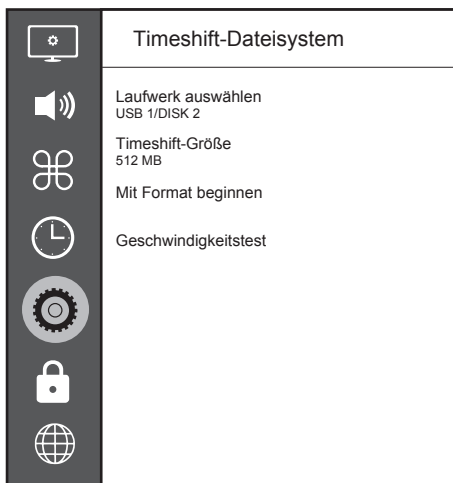 Timeshift-Dateisystem
Laufwerk auswählen
USB 1/DISK 2
Timeshift-Größe
512 MB
Mit Format beginnen
Geschwindigkeitstest